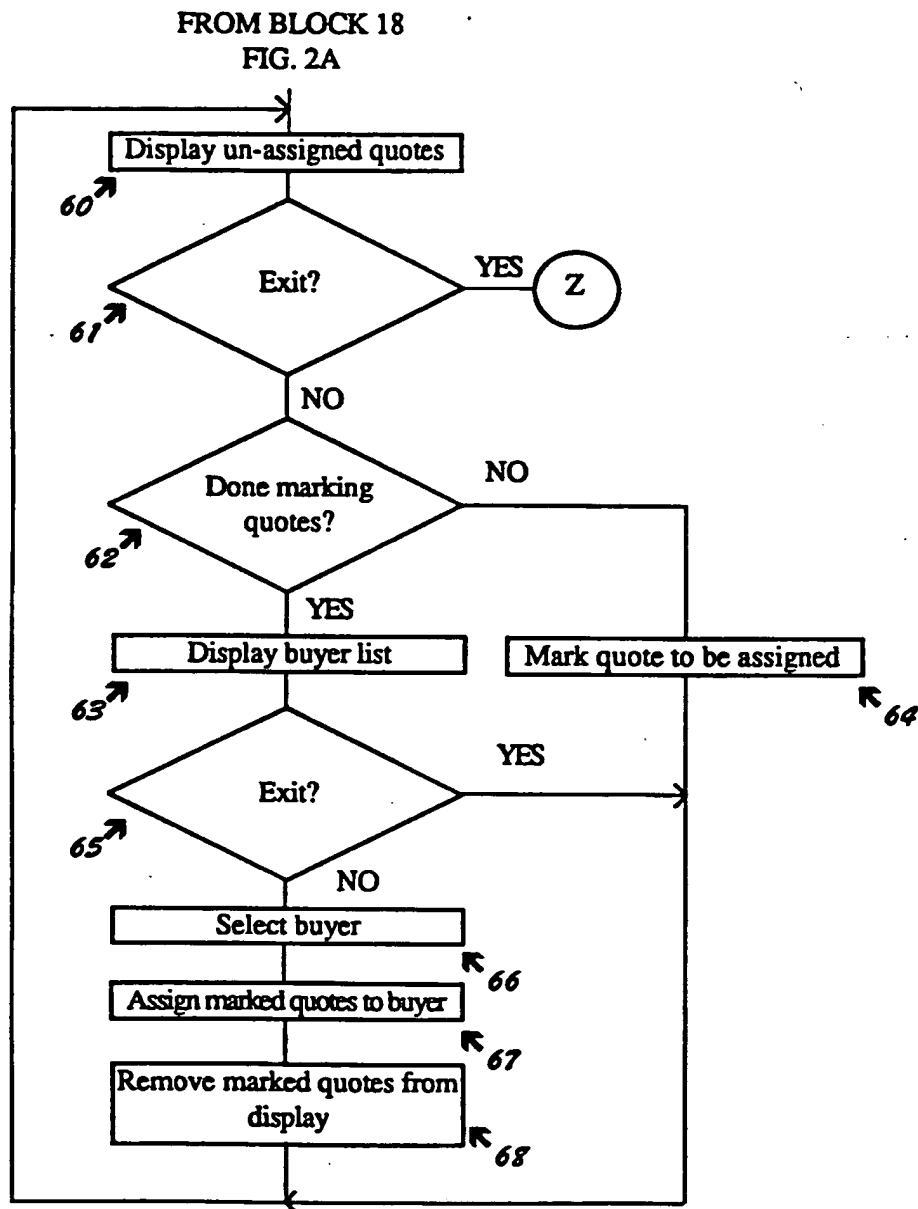 FROM BLOCK 18
FIG. 2A
Display un-assigned quotes
60
Exit?
YES
Z
61
NO
Done marking
quotes?
NO
62
YES
Display buyer list
Mark quote to be assigned
63
64
Exit?
YES
65
NO
Select buyer
66
Assign marked quotes to buyer
67
Remove marked quotes from
display
68